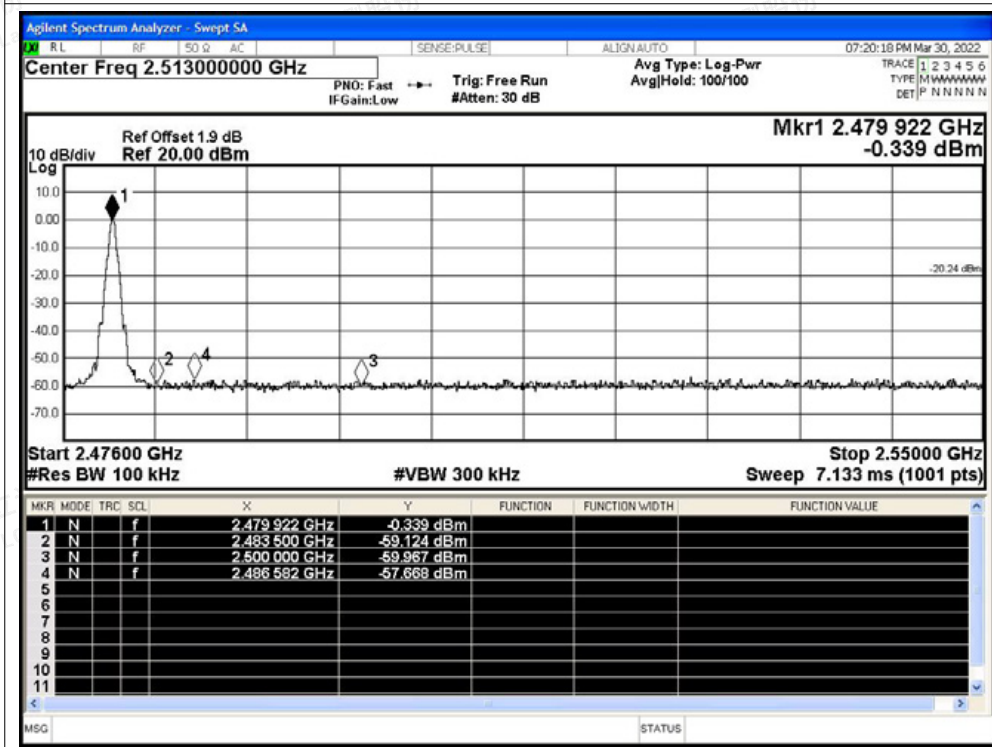 Agilent Spectrum Analyzer - Swept SA
RL RF 50 Ω AC SENSE:PULSE ALIGN AUTO 07:20:18 PM Mar 30, 2022
Center Freq 2.513000000 GHz Avg Type: Log-Pwr TRACE 1 2 3 4 5 6
PNO: Fast Trig: Free Run Avg|Hold: 100/100 TYPE M WWWWW
IFGain:Low #Atten: 30 dB DET P N N N N N
Mkr1 2.479 922 GHz
Ref Offset 1.9 dB
10 dB/div Ref 20.00 dBm -0.339 dBm
Log
10.0
1
0.00
-10.0
-20.0
-20.24 dBm
-30.0
-40.0
-50.0
2 4 3
-60.0
-70.0
Start 2.47600 GHz Stop 2.55000 GHz
#Res BW 100 kHz #VBW 300 kHz Sweep 7.133 ms (1001 pts)
MKR MODE TRC SCL X Y FUNCTION FUNCTION WIDTH FUNCTION VALUE
1 N f 2.479 922 GHz -0.339 dBm
2 N f 2.483 500 GHz -59.124 dBm
3 N f 2.500 000 GHz -59.967 dBm
4 N f 2.486 582 GHz -57.668 dBm
5
6
7
8
9
10
11
MSG STATUS